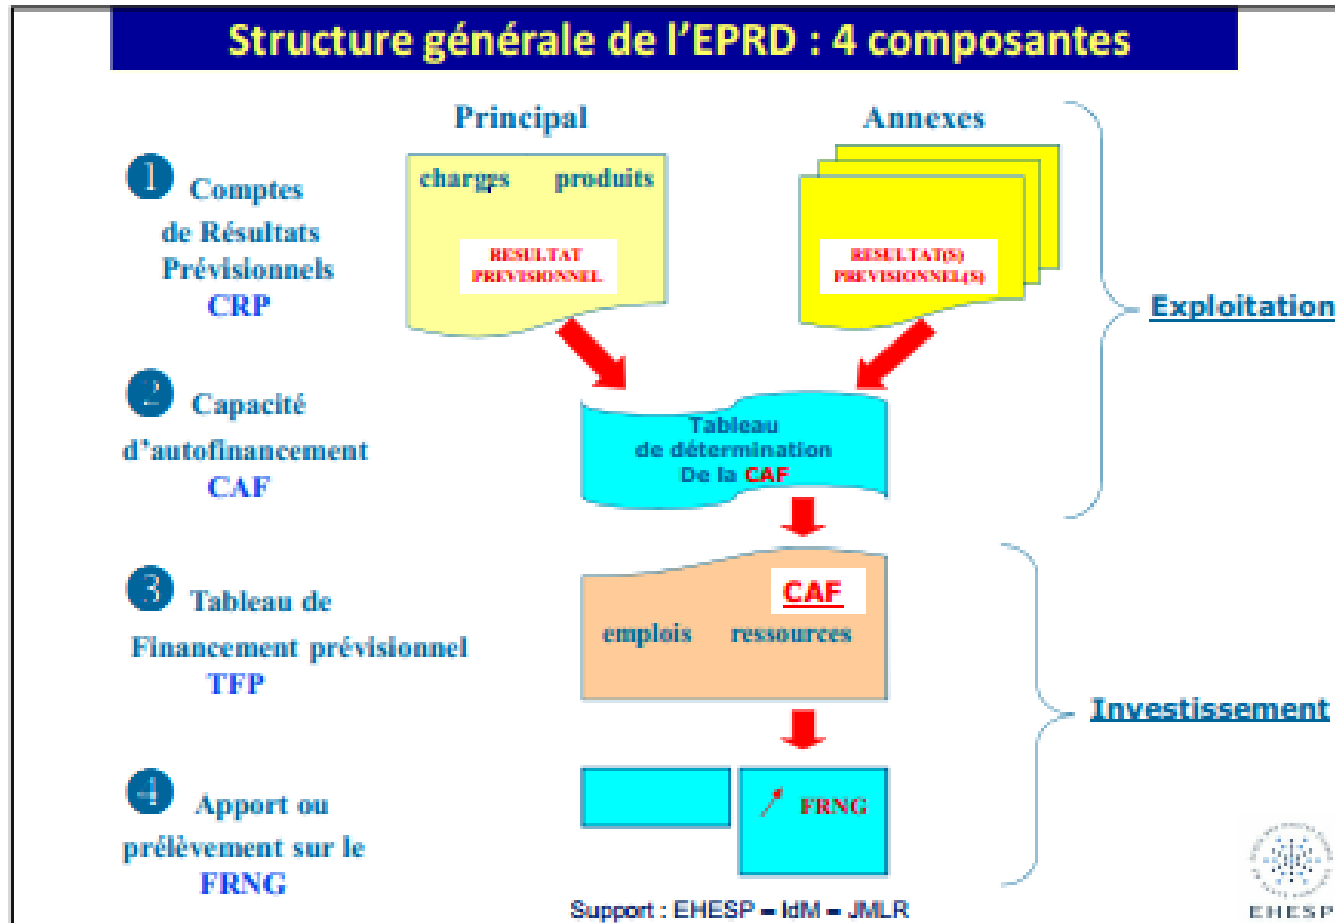 Structure générale de l'EPRD : 4 composantes
Principal
Annexes
1 Comptes
de Résultats
Prévisionnels
CRP
charges produits
RESULTAT
PREVISIONNEL
RESULTAT(S)
PREVISIONNEL(S)
Exploitation
2 Capacité
d'autofinancement
CAF
Tableau
de détermination
De la CAF
3 Tableau de
Financement prévisionnel
TFP
CAF
emplois ressources
Investissement
4 Apport ou
prélèvement sur le
FRNG
FRNG
Support : EHESP – IdM – JMLR
EHESP